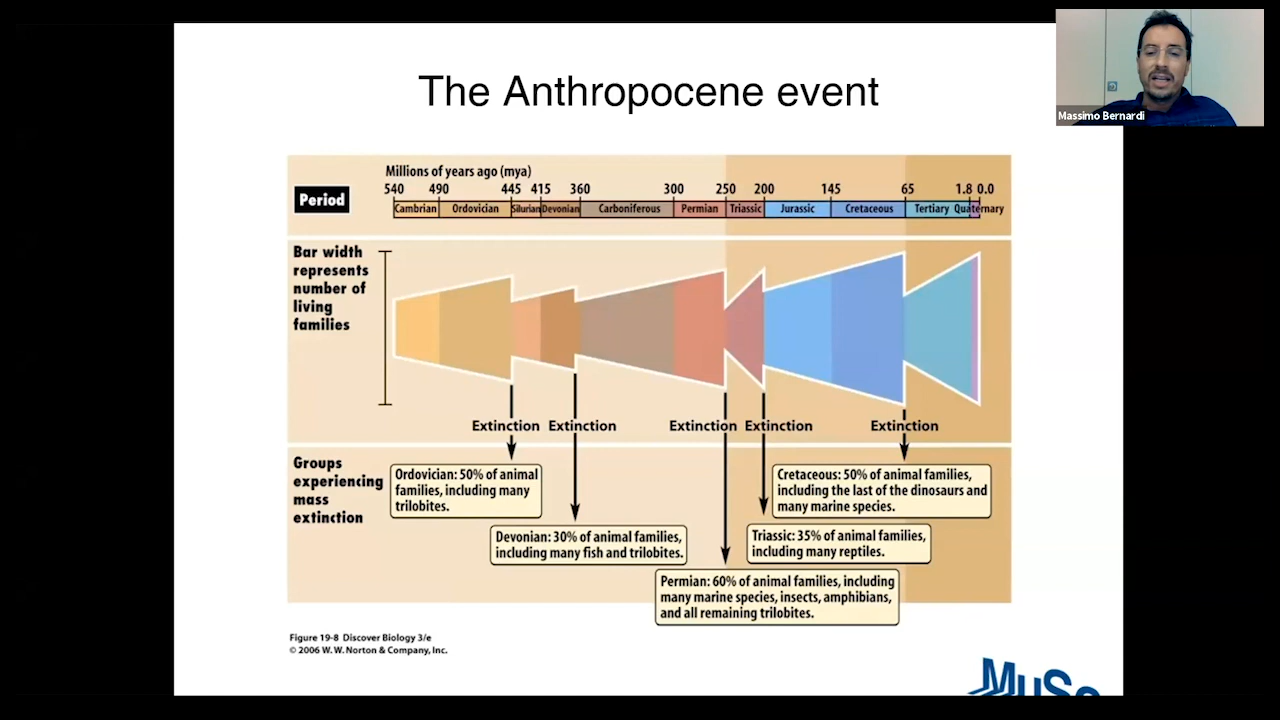 The Anthropocene event
Massimo Bernardi
Millions of years ago (mya)
540 490 445 415 360 300 250 200 145 65 1.8 0.0
Period
Cambrian Ordovician Silurian Devonian Carboniferous Permian Triassic Jurassic Cretaceous Tertiary Quaternary
Bar width
represents
number of
living
families
Extinction Extinction Extinction Extinction Extinction
Groups
experiencing
mass
extinction
Ordovician: 50% of animal
families, including many
trilobites.
Cretaceous: 50% of animal families,
including the last of the dinosaurs and
many marine species.
Devonian: 30% of animal families,
including many fish and trilobites.
Triassic: 35% of animal families,
including many reptiles.
Permian: 60% of animal families, including
many marine species, insects, amphibians,
and all remaining trilobites.
Figure 19-8 Discover Biology 3/e
© 2006 W. W. Norton & Company, Inc.
MuSe